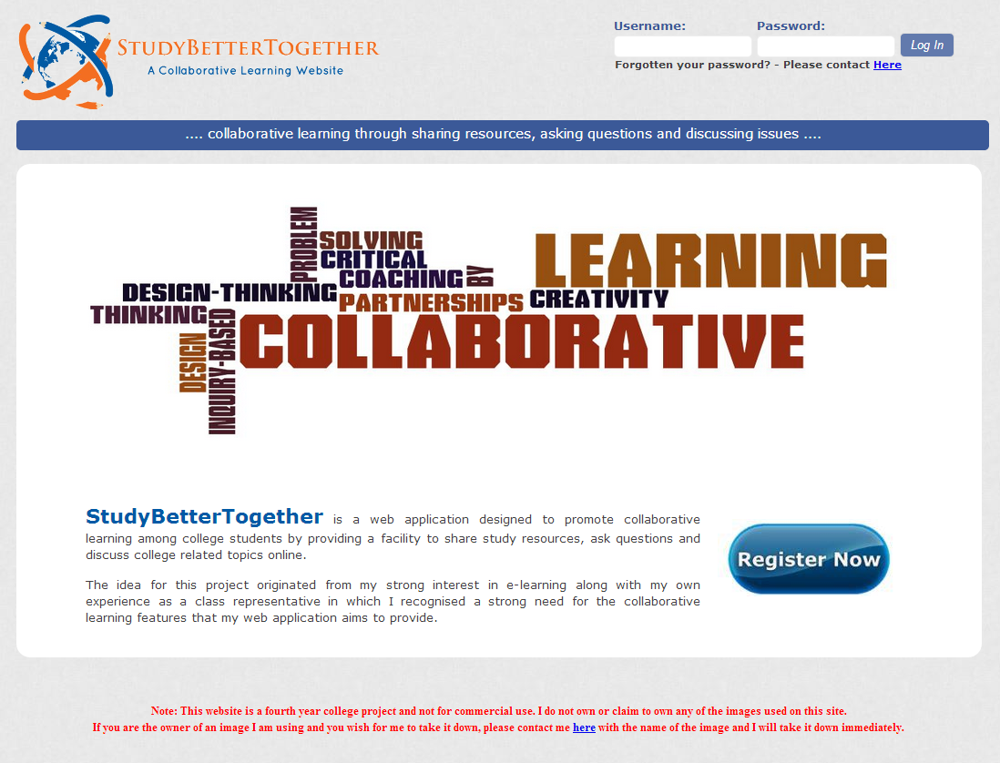 STUDYBETTERTOGETHER
A Collaborative Learning Website
Username:
Password:
Log In
Forgotten your password? - Please contact Here
.... collaborative learning through sharing resources, asking questions and discussing issues ....
PROBLEM
SOLVING
CRITICAL
COACHING
BY
LEARNING
DESIGN-THINKING
PARTNERSHIPS
CREATIVITY
THINKING
COLLABORATIVE
DESIGN
INQUIRY-BASED
StudyBetterTogether is a web application designed to promote collaborative
learning among college students by providing a facility to share study resources, ask questions and
discuss college related topics online.
Register Now
The idea for this project originated from my strong interest in e-learning along with my own
experience as a class representative in which I recognised a strong need for the collaborative
learning features that my web application aims to provide.
Note: This website is a fourth year college project and not for commercial use. I do not own or claim to own any of the images used on this site.
If you are the owner of an image I am using and you wish for me to take it down, please contact me here with the name of the image and I will take it down immediately.